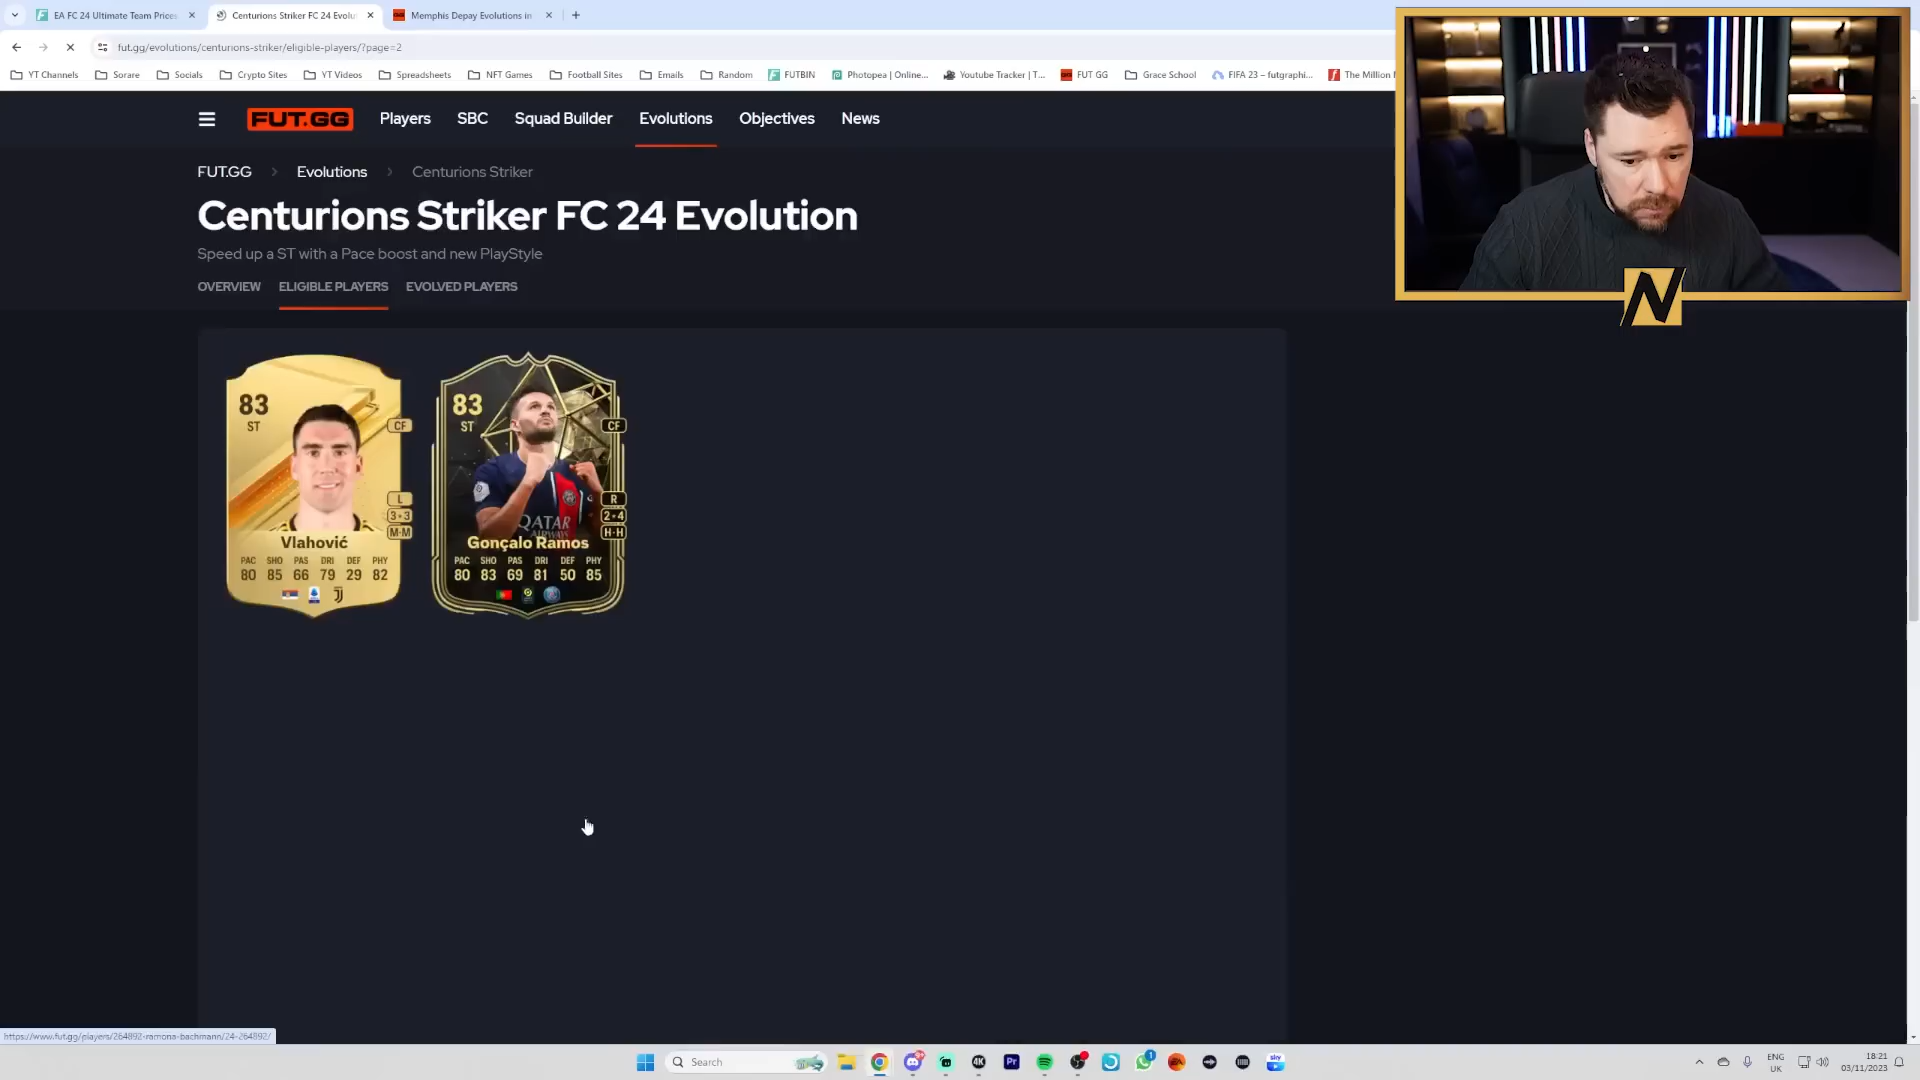 EA FC 24 Ultimate Team Prices
Centurions Striker FC 24 Evolu
Memphis Depay Evolutions in
fut.gg/evolutions/centurions-striker/eligible-players/?page=2
YT Channels
Sorare
Socials
Crypto Sites
YT Videos
Spreadsheets
NFT Games
Football Sites
Emails
Random
FUTBIN
Photopea | Online...
Youtube Tracker | T...
FUT GG
Grace School
FIFA 23 – futgraphi...
The Million
FUT.GG
Players
SBC
Squad Builder
Evolutions
Objectives
News
FUT.GG > Evolutions > Centurions Striker
Centurions Striker FC 24 Evolution
Speed up a ST with a Pace boost and new PlayStyle
OVERVIEW
ELIGIBLE PLAYERS
EVOLVED PLAYERS
83
ST
CF
L
3•3
M·M
Vlahović
PAC SHO PAS DRI DEF PHY
80 85 66 79 29 82
83
ST
CF
R
2•4
H·H
QATAR
AIRWAYS
Gonçalo Ramos
PAC SHO PAS DRI DEF PHY
80 83 69 81 50 85
N
https://www.fut.gg/players/264892-ramona-bachmann/24-264892/
Search
4K
Pr
1
EA
sky
ENG
UK
18:21
03/11/2023